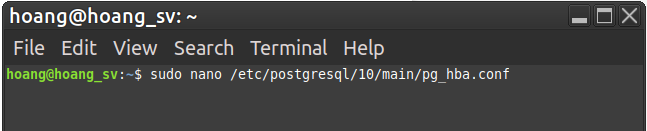 hoang@hoang_sv: ~
File Edit View Search Terminal Help
hoang@hoang_sv:~$ sudo nano /etc/postgresql/10/main/pg_hba.conf